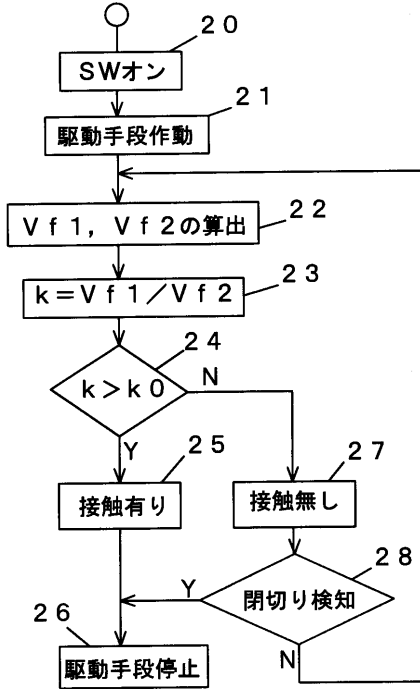 20
SWオン
21
駆動手段作動
22
Vf1，Vf2の算出
23
k＝Vf1／Vf2
24
k＞k0
N
Y
25
接触有り
27
接触無し
28
閉切り検知
Y
N
26
駆動手段停止